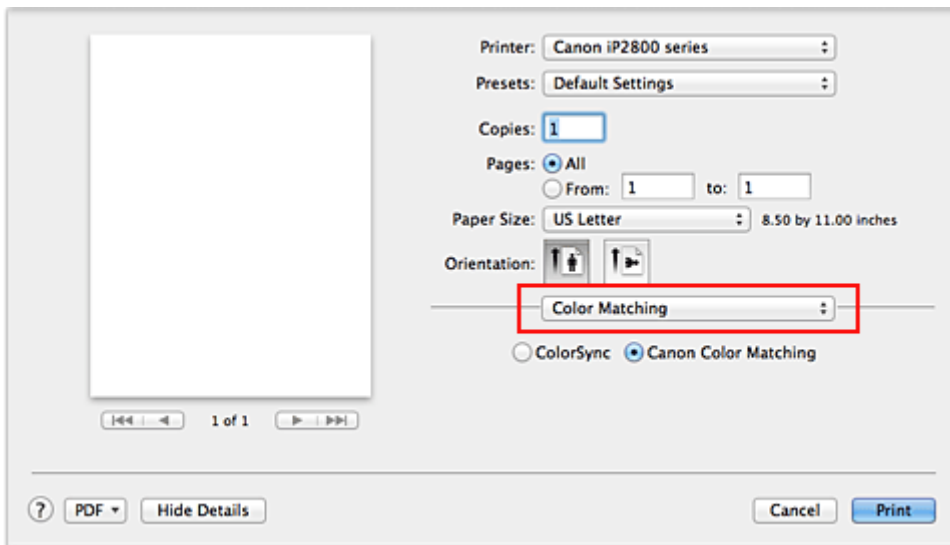 Printer: Canon iP2800 series
Presets: Default Settings
Copies: 1
Pages: All
From: 1 to: 1
Paper Size: US Letter 8.50 by 11.00 inches
Orientation:
Color Matching
ColorSync Canon Color Matching
1 of 1
? PDF Hide Details Cancel Print